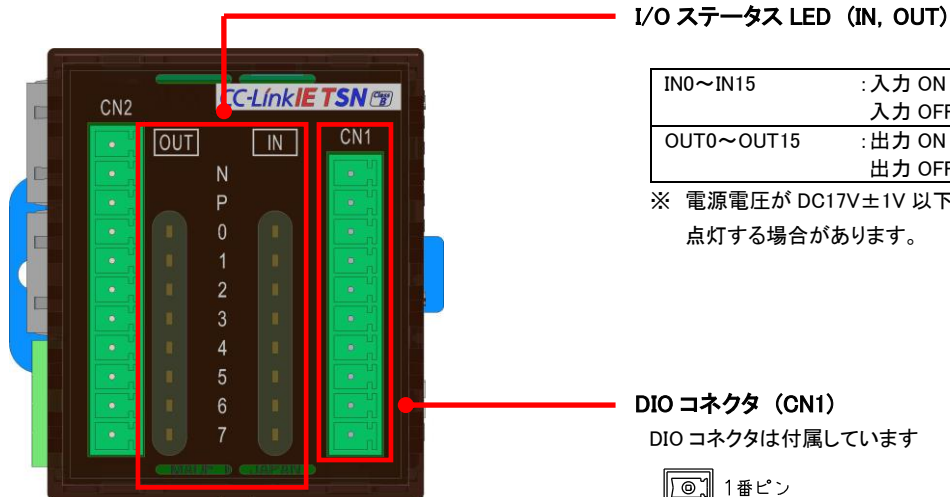 I/O ステータス LED (IN, OUT)
IN0～IN15 :入力 ON
入力 OFF
OUT0～OUT15 :出力 ON
出力 OFF
※ 電源電圧が DC17V±1V 以下
点灯する場合があります。
CC-Link IE TSN Class B
CN2
CN1
OUT
IN
N
P
0
1
2
3
4
5
6
7
MADE IN JAPAN
DIO コネクタ (CN1)
DIO コネクタは付属しています
1番ピン